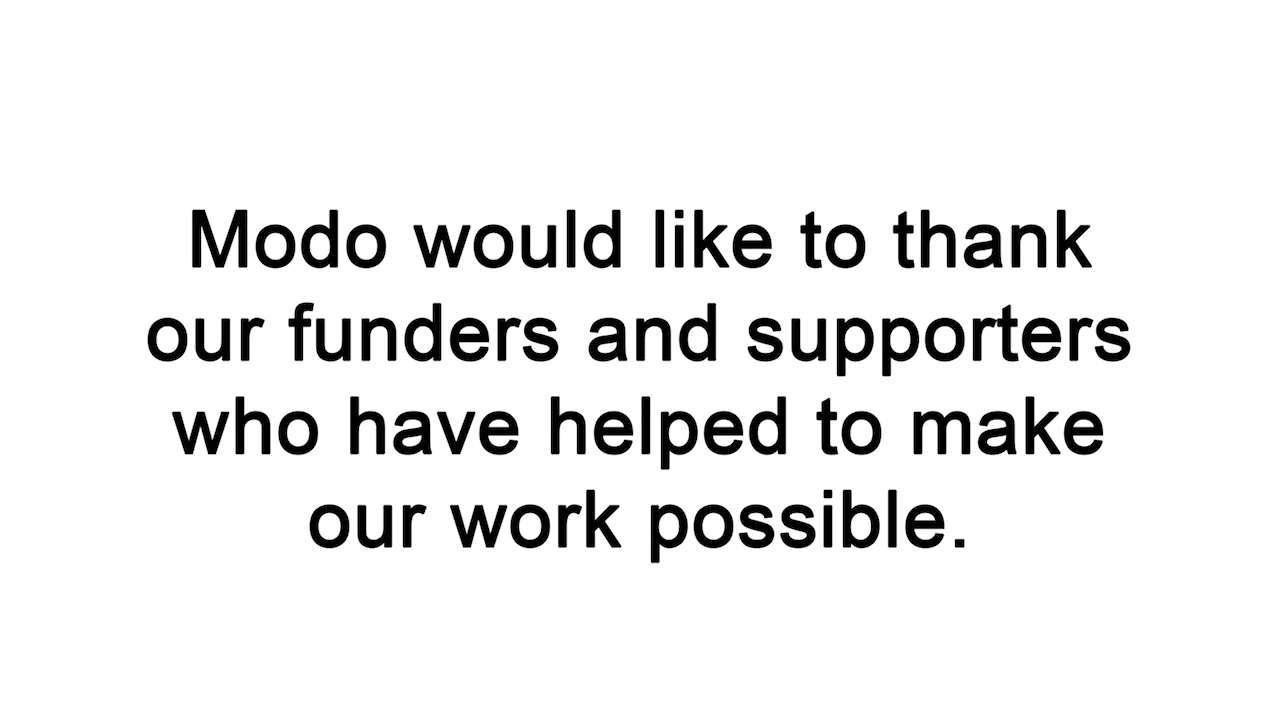 Modo would like to thank
our funders and supporters
who have helped to make
our work possible.